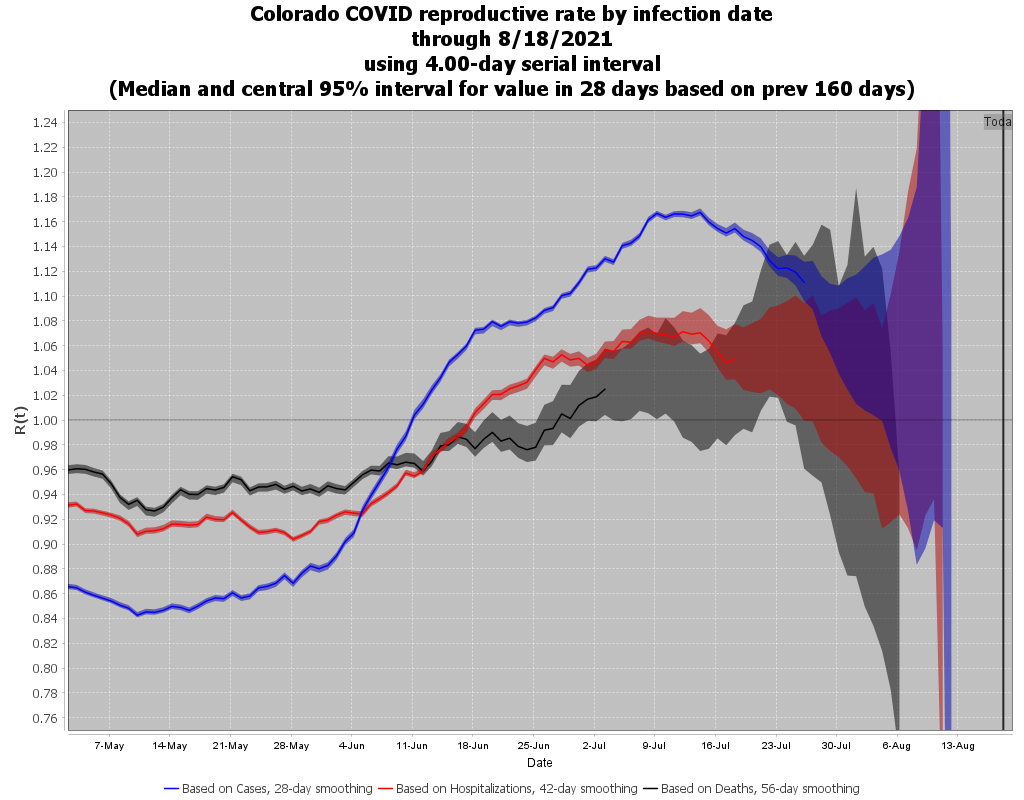 Colorado COVID reproductive rate by infection date
through 8/18/2021
using 4.00-day serial interval
(Median and central 95% interval for value in 28 days based on prev 160 days)
Toda
1.24
1.22
1.20
1.18
1.16
1.14
1.12
1.10
1.08
1.06
1.04
1.02
1.00
0.98
0.96
0.94
0.92
0.90
0.88
0.86
0.84
0.82
0.80
0.78
0.76
R(t)
7-May 14-May 21-May 28-May 4-Jun 11-Jun 18-Jun 25-Jun 2-Jul 9-Jul 16-Jul 23-Jul 30-Jul 6-Aug 13-Aug
Date
Based on Cases, 28-day smoothing Based on Hospitalizations, 42-day smoothing Based on Deaths, 56-day smoothing